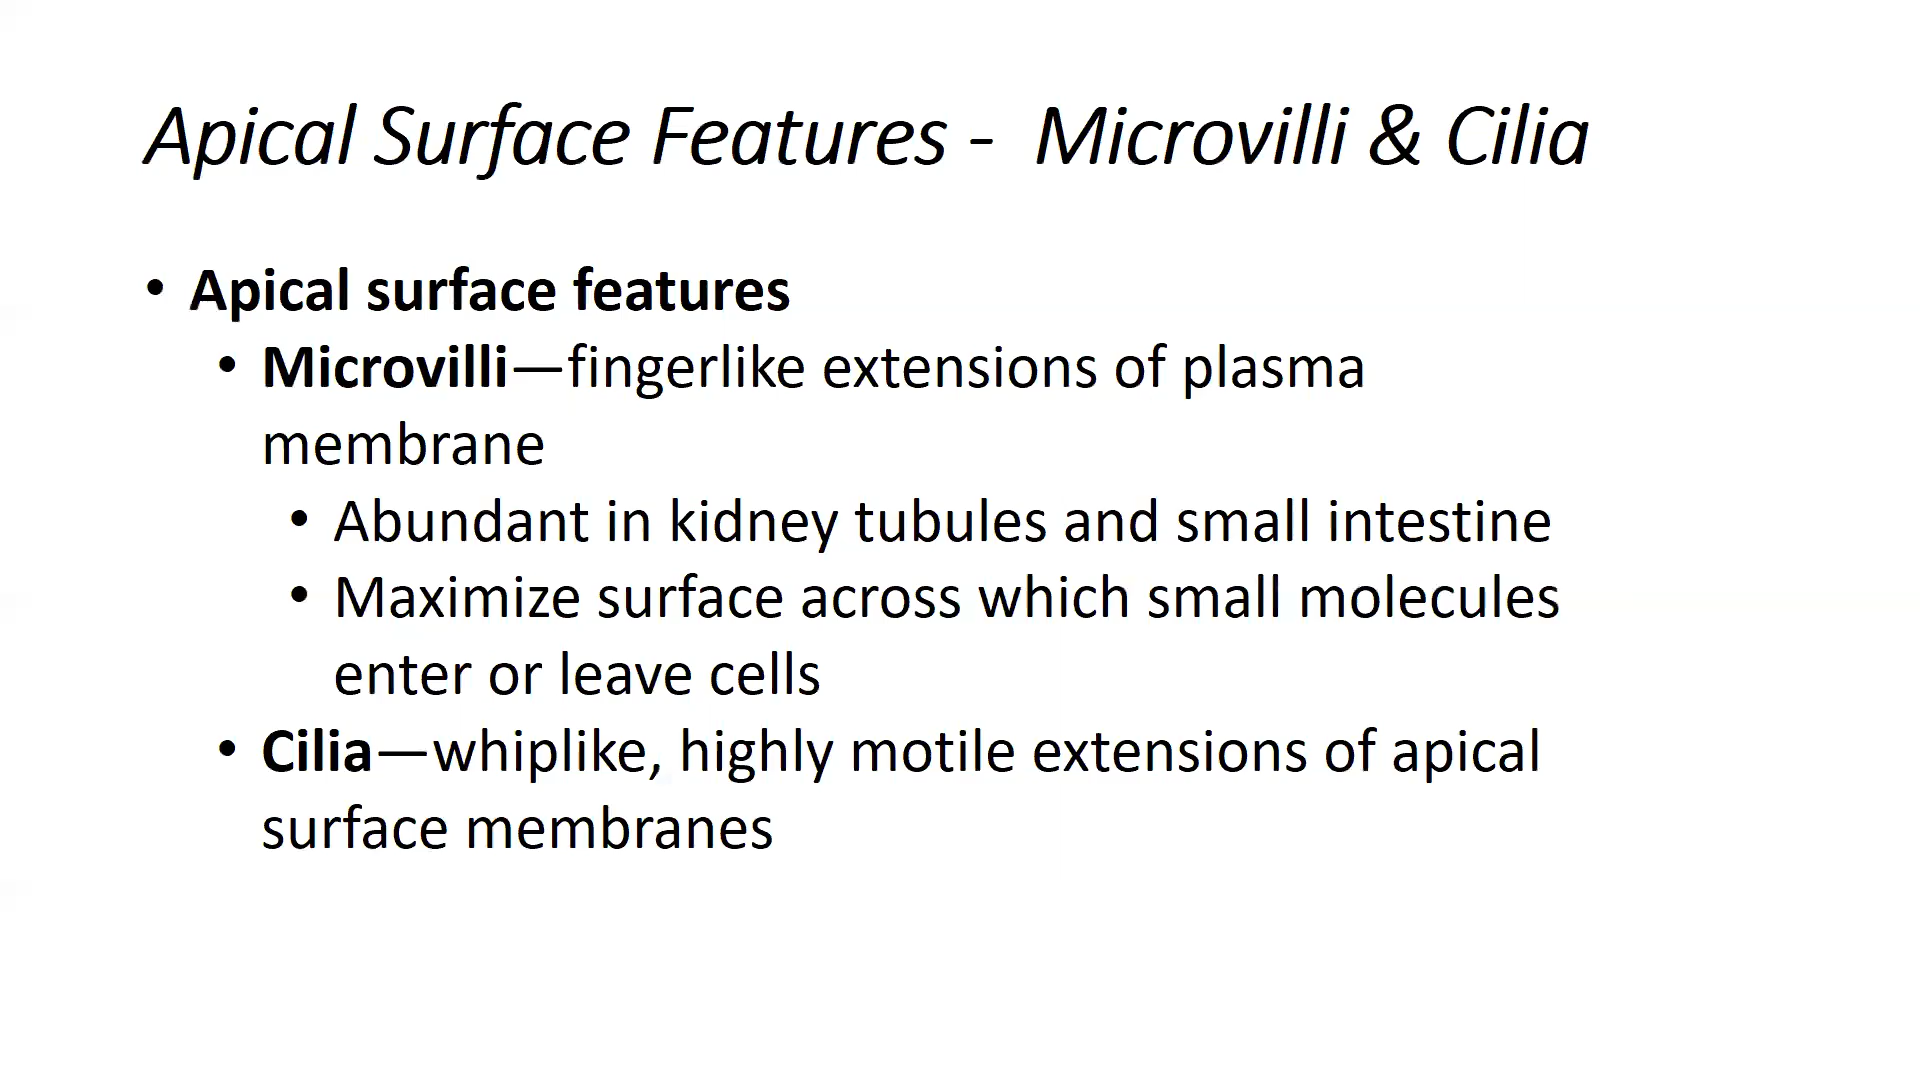 Apical Surface Features - Microvilli & Cilia
• Apical surface features
• Microvilli—fingerlike extensions of plasma
membrane
• Abundant in kidney tubules and small intestine
• Maximize surface across which small molecules
enter or leave cells
• Cilia—whiplike, highly motile extensions of apical
surface membranes